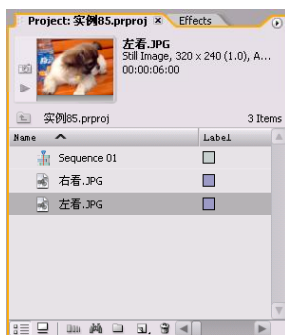 Project: 实例85.prproj × Effects
左看.JPG
Still Image, 320 x 240 (1.0), A...
00:00:06:00
实例85.prproj 3 Items
Name Label
Sequence 01
右看.JPG
左看.JPG